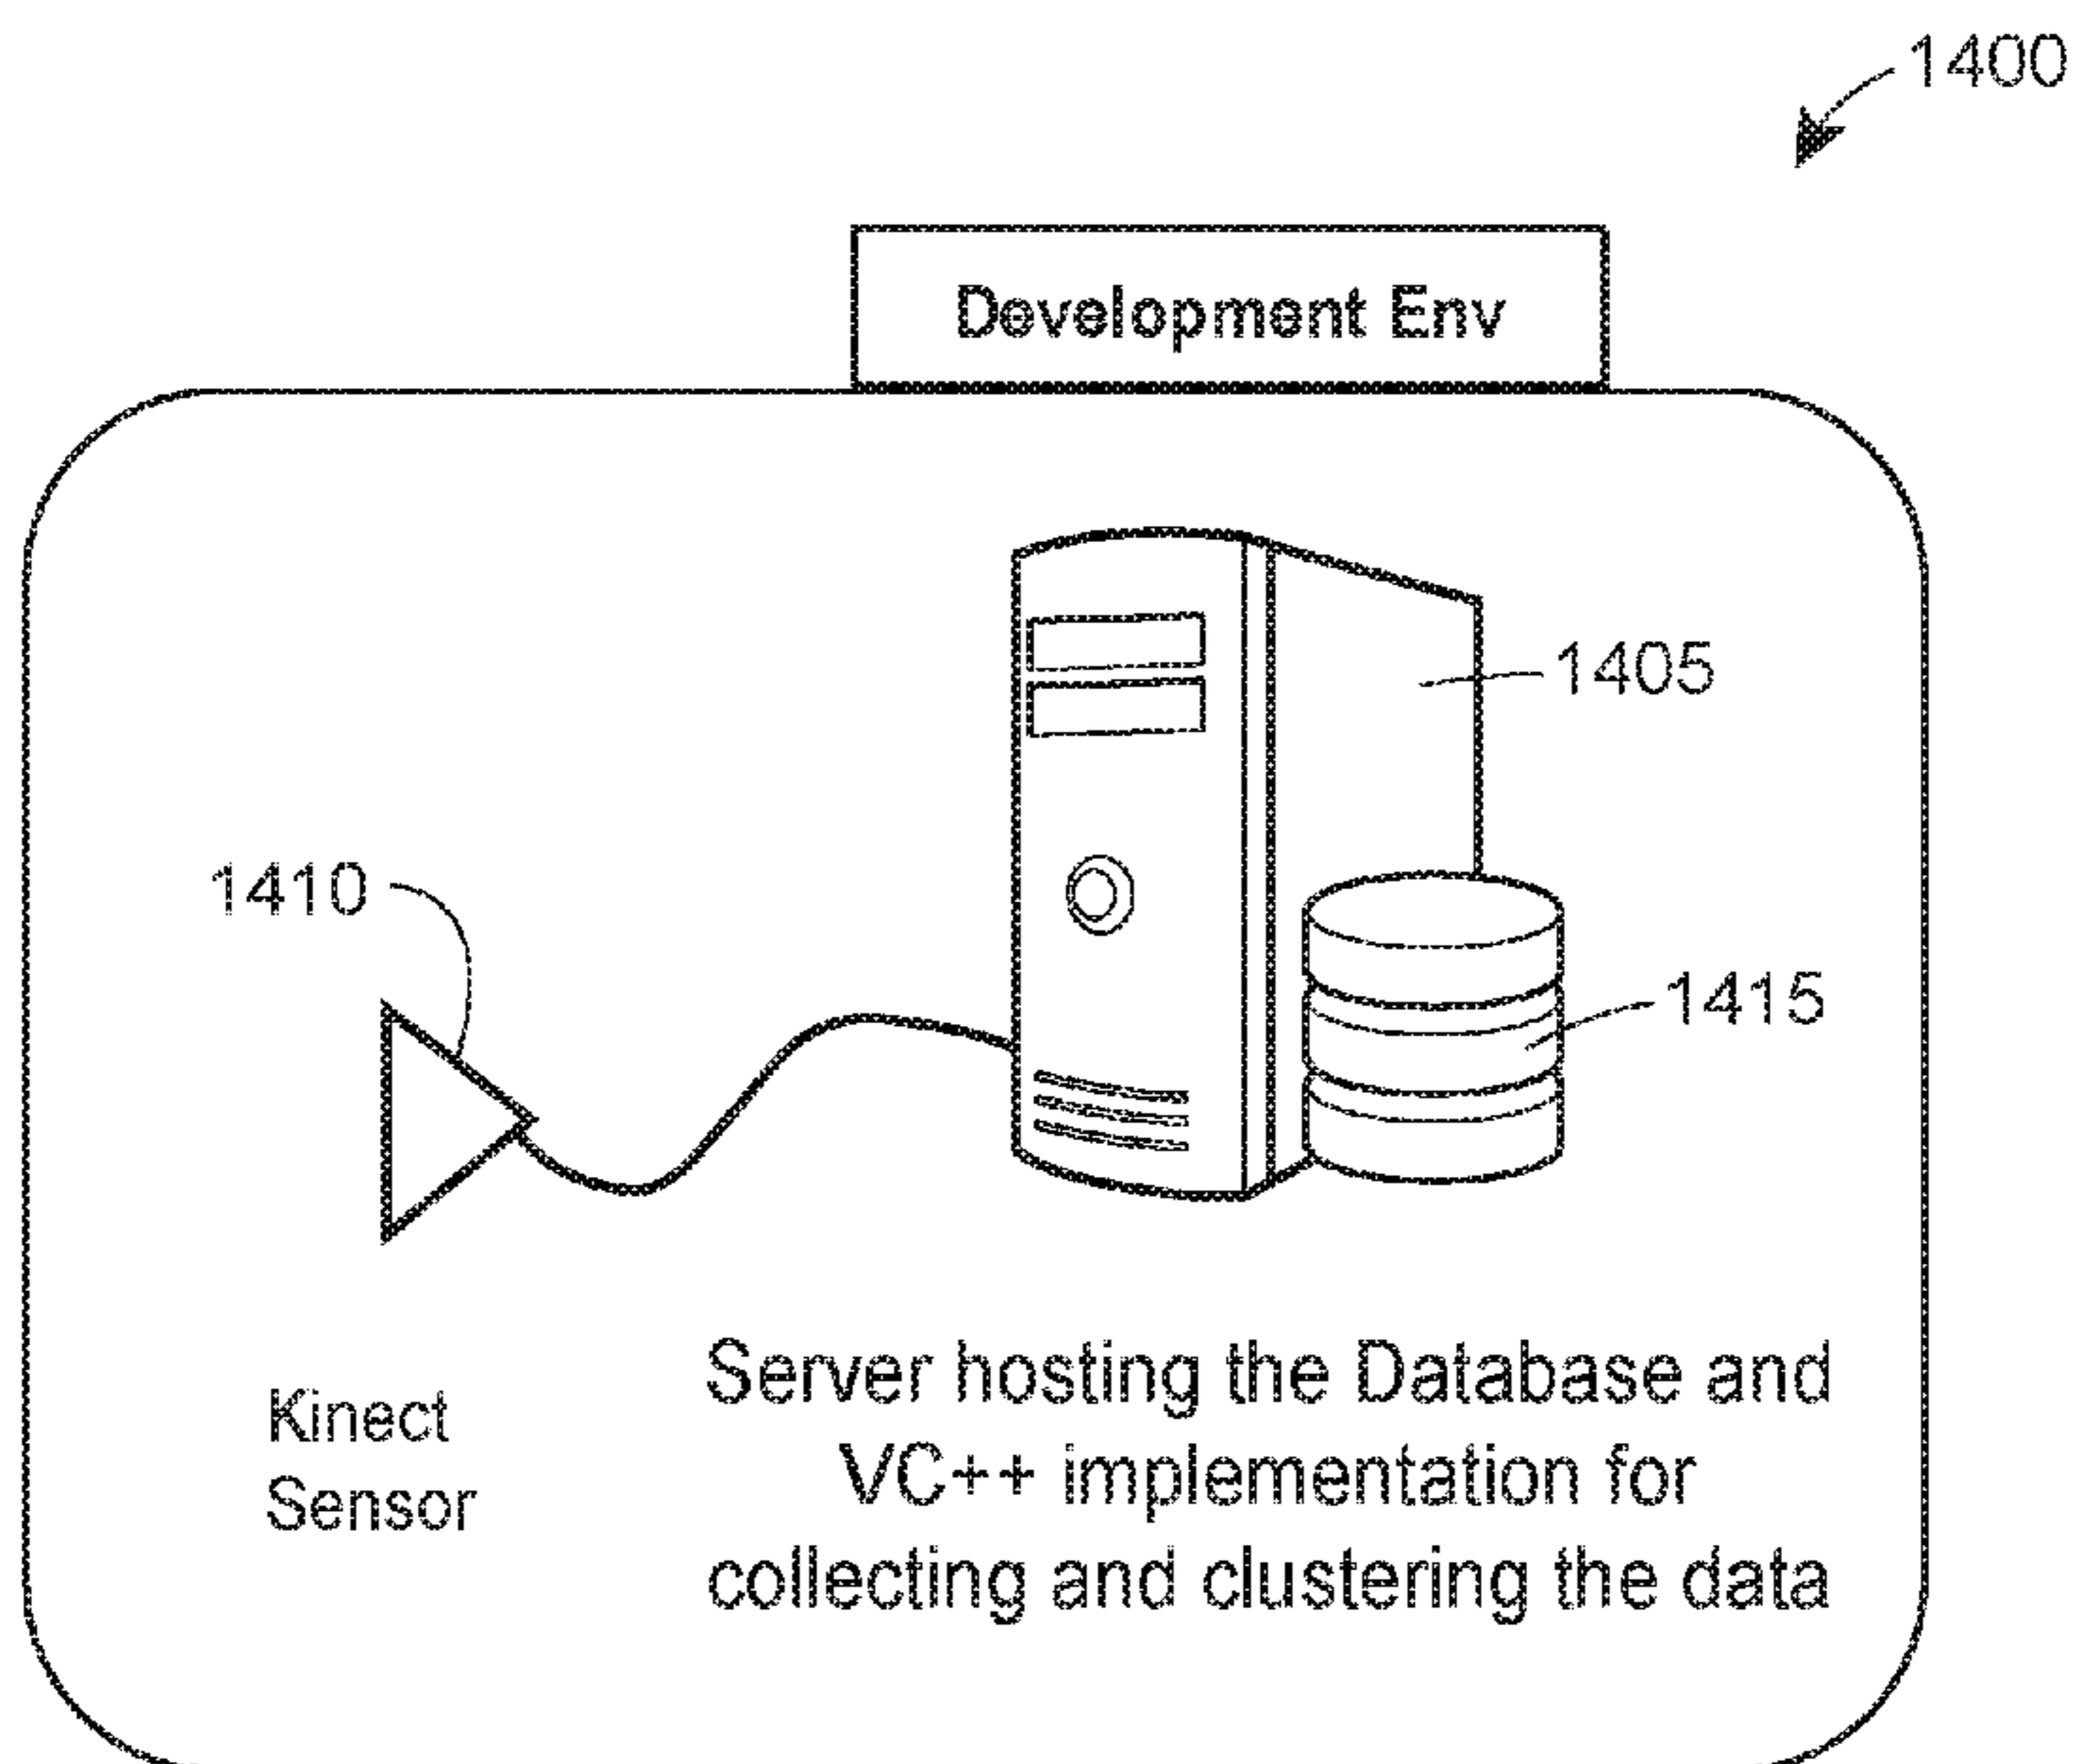 1400
Development Env
1405
1410
1415
Kinect
Sensor
Server hosting the Database and
VC++ implementation for
collecting and clustering the data